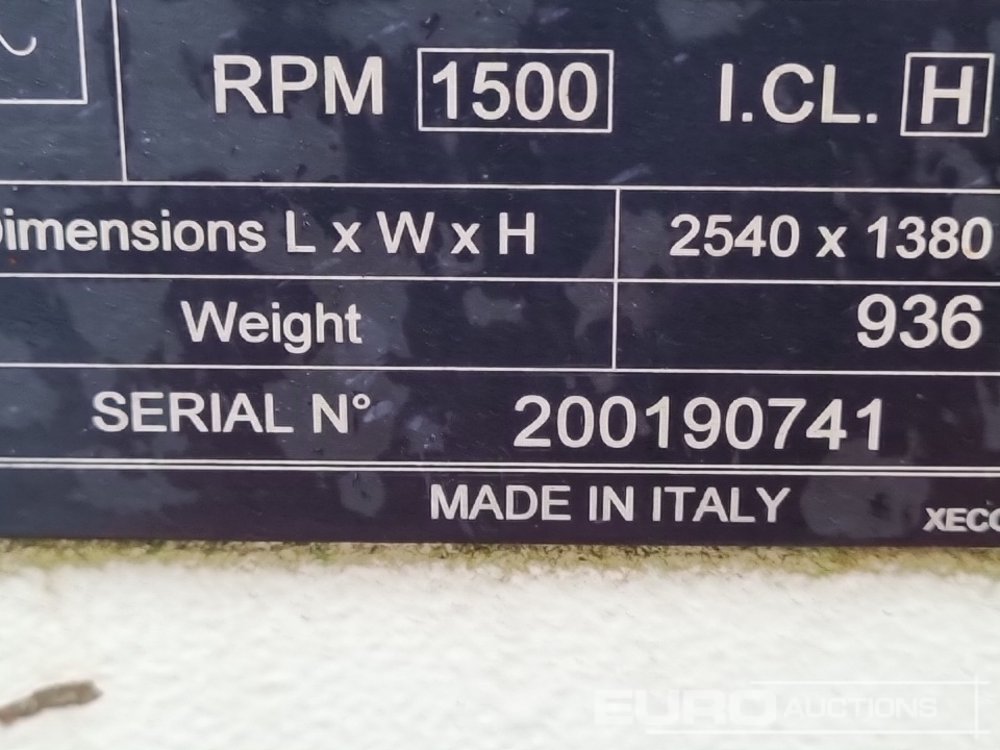 RPM 1500 I.CL. H
Dimensions L x W x H 2540 x 1380
Weight 936
SERIAL N° 200190741
MADE IN ITALY
EURO AUCTIONS